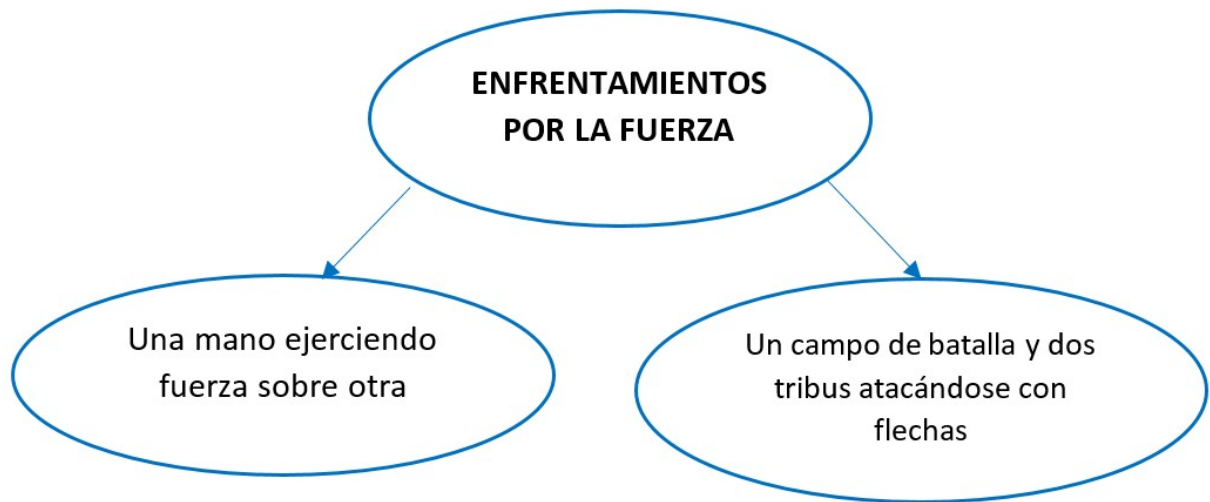 ENFRENTAMIENTOS
POR LA FUERZA
Una mano ejerciendo
fuerza sobre otra
Un campo de batalla y dos
tribus atacándose con
flechas